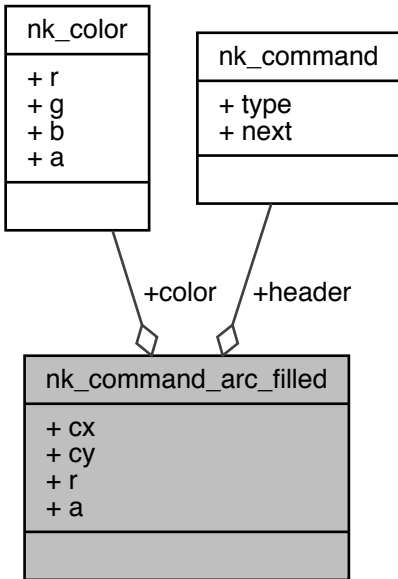 nk_color
+ r
+ g
+ b
+ a
nk_command
+ type
+ next
+color
+header
nk_command_arc_filled
+ cx
+ cy
+ r
+ a